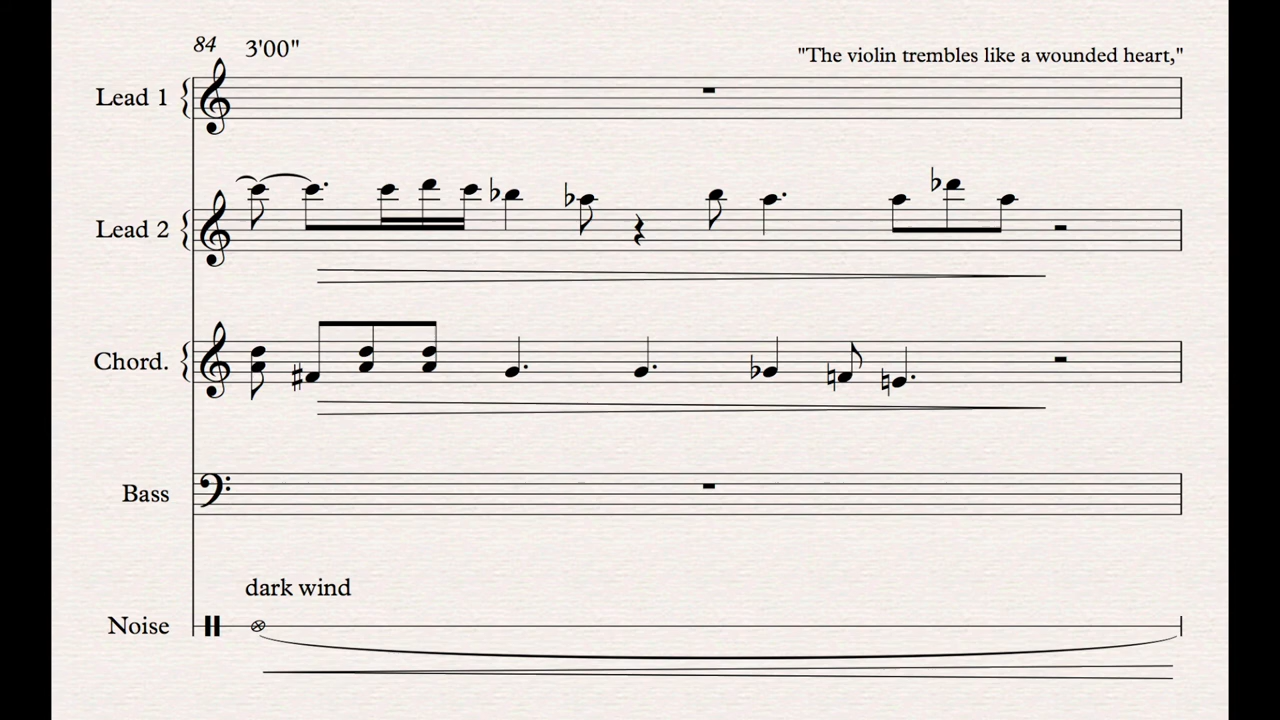 84 3'00"
"The violin trembles like a wounded heart,"
Lead 1
Lead 2
Chord.
Bass
dark wind
Noise